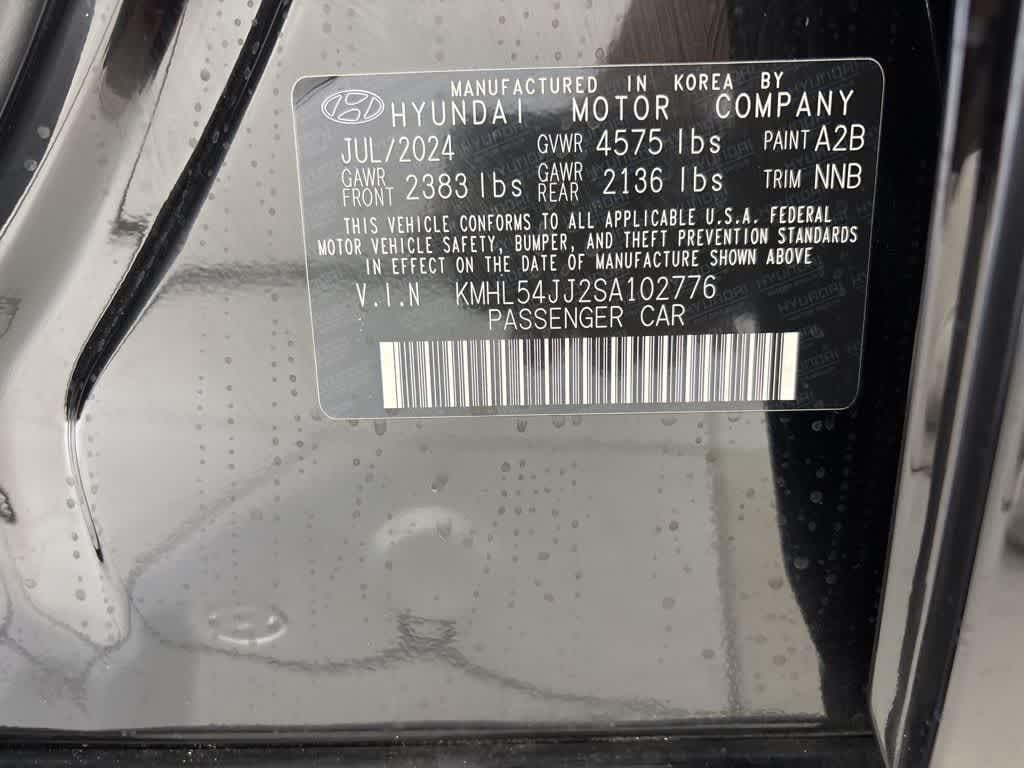 MANUFACTURED IN KOREA BY
HYUNDAI MOTOR COMPANY
JUL/2024 GVWR 4575 lbs PAINT A2B
GAWR FRONT 2383 lbs GAWR REAR 2136 lbs TRIM NNB
THIS VEHICLE CONFORMS TO ALL APPLICABLE U.S.A. FEDERAL
MOTOR VEHICLE SAFETY, BUMPER, AND THEFT PREVENTION STANDARDS
IN EFFECT ON THE DATE OF MANUFACTURE SHOWN ABOVE
V.I.N KMHL54JJ2SA102776
PASSENGER CAR